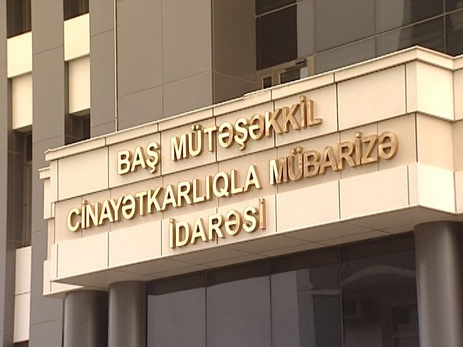 BAŞ MÜTƏŞƏKKİL
CİNAYƏTKARLIQLA MÜBARİZƏ
İDARƏSİ